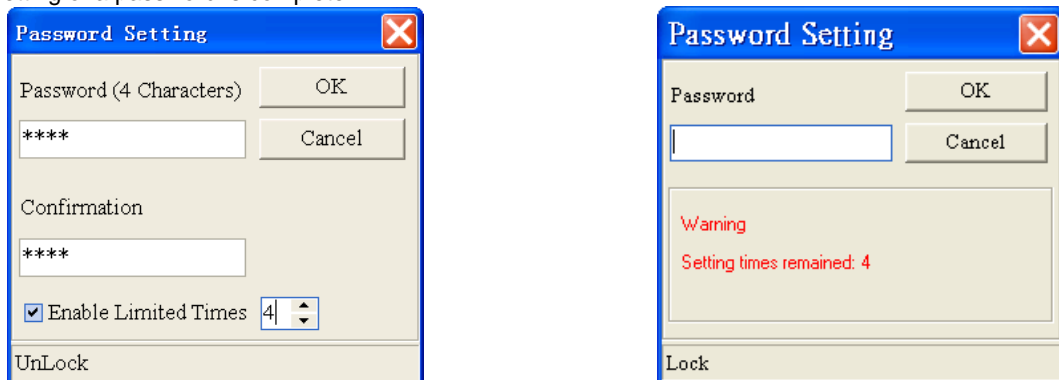 Password Setting
Password (4 Characters)
OK
****
Cancel
Confirmation
****
Enable Limited Times 4
UnLock
Password Setting
Password
OK
Cancel
Warning
Setting times remained: 4
Lock